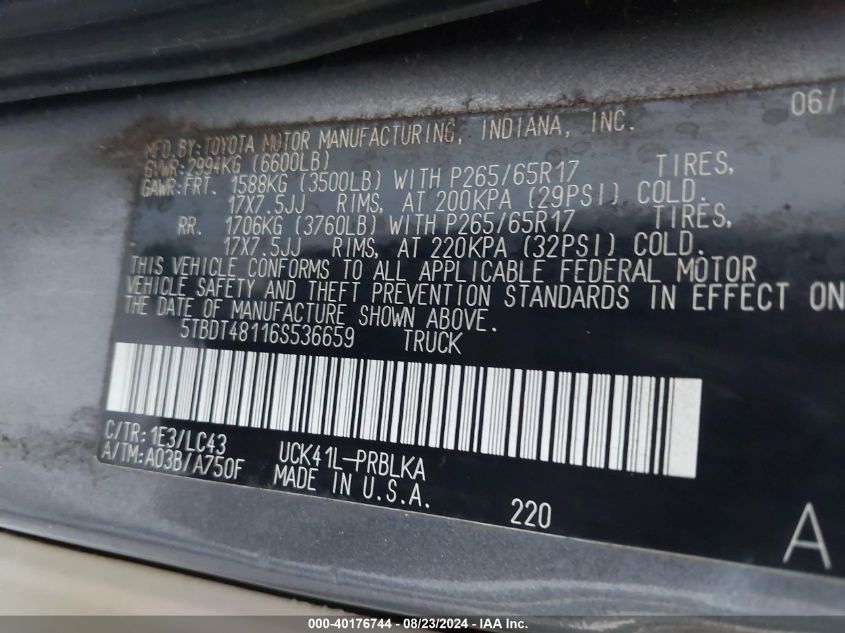 MFD.BY: TOYOTA MOTOR MANUFACTURING, INDIANA, INC. 06/
GVWR: 2994KG (6600LB)
GAWR: FRT. 1588KG (3500LB) WITH P265/65R17 TIRES,
17X7.5JJ RIMS, AT 200KPA (29PSI) COLD.
RR. 1706KG (3760LB) WITH P265/65R17 TIRES,
17X7.5JJ RIMS, AT 220KPA (32PSI) COLD.
THIS VEHICLE CONFORMS TO ALL APPLICABLE FEDERAL MOTOR
VEHICLE SAFETY AND THEFT PREVENTION STANDARDS IN EFFECT ON
THE DATE OF MANUFACTURE SHOWN ABOVE.
5TBDT48116S536659 TRUCK
C/TR: 1E3/LC43 UCK41L-PRBLKA
A/TM: A03B/A750F MADE IN U.S.A.
220 A
000-40176744 - 08/23/2024 - IAA Inc.